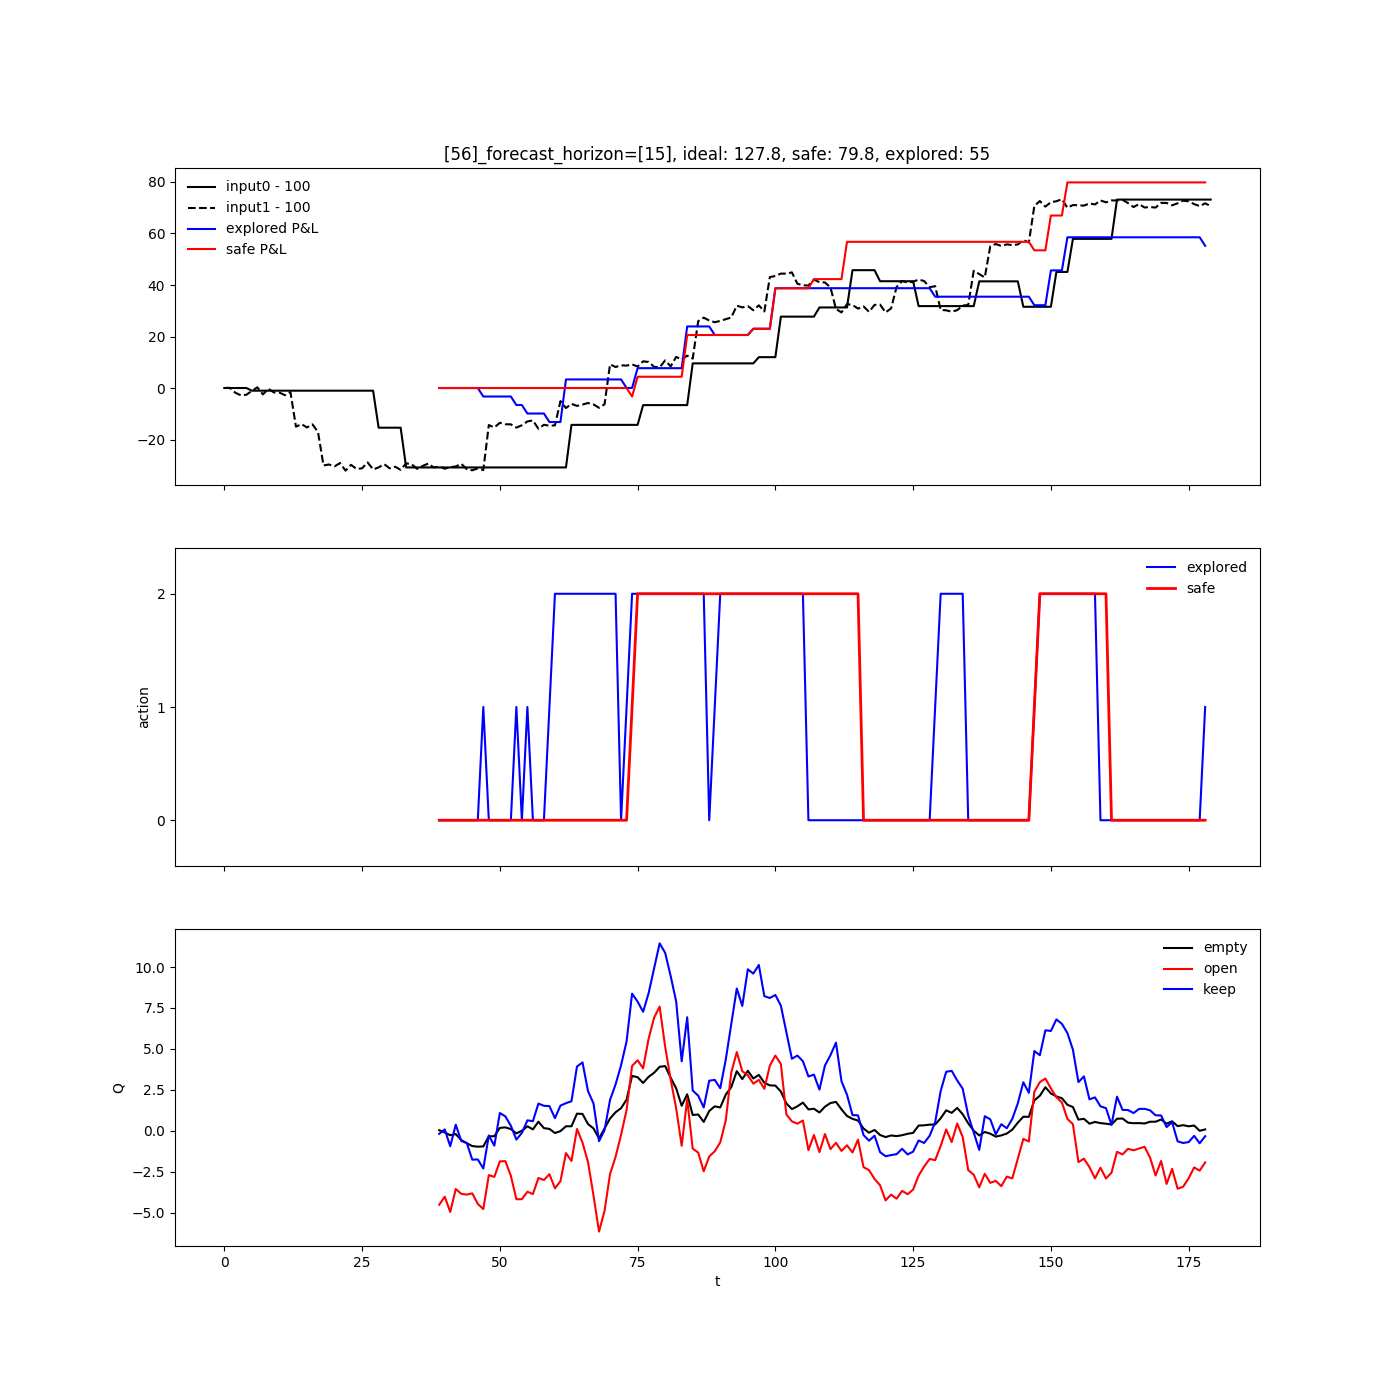 [56]_forecast_horizon=[15], ideal: 127.8, safe: 79.8, explored: 55
80
60
40
20
0
−20
input0 - 100
input1 - 100
explored P&L
safe P&L
2
1
0
action
explored
safe
10.0
7.5
5.0
2.5
0.0
−2.5
−5.0
Q
empty
open
keep
0 25 50 75 100 125 150 175
t